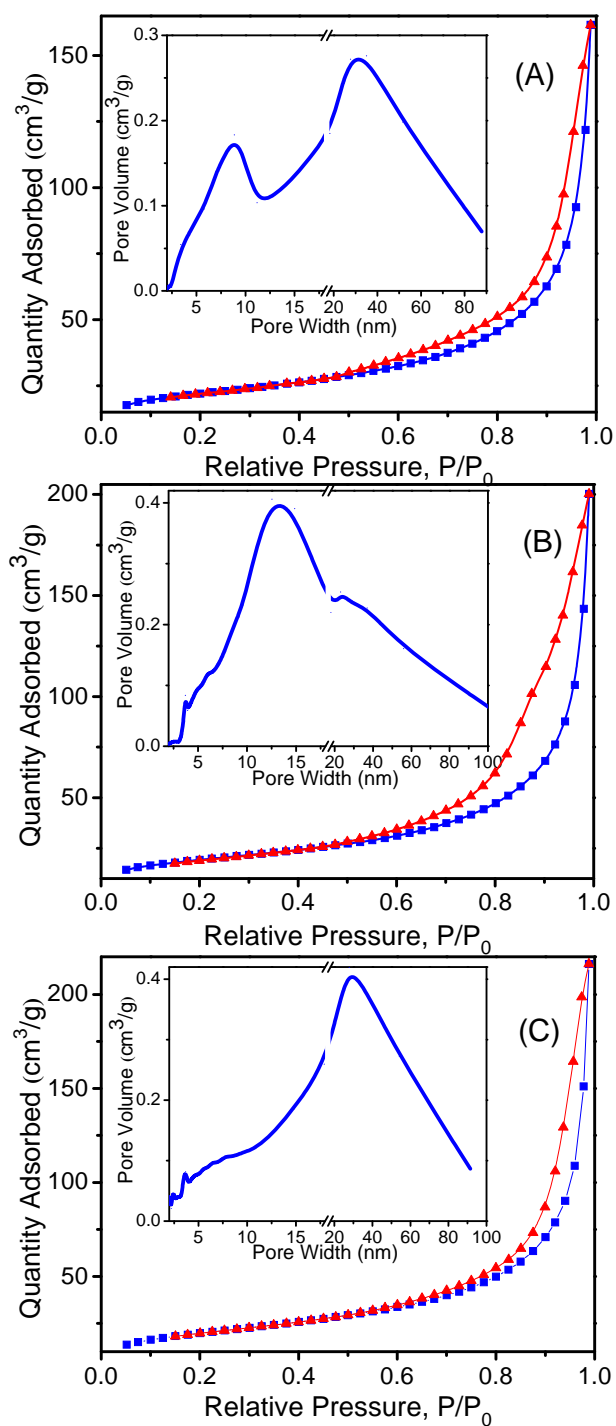 (A)
Quantity Adsorbed (cm³/g)
150
100
50
0.0 0.2 0.4 0.6 0.8 1.0
Relative Pressure, P/P₀
Pore Volume (cm³/g)
0.3
0.2
0.1
0.0
5 10 15 20 40 60 80
Pore Width (nm)
(B)
Quantity Adsorbed (cm³/g)
200
150
100
50
0.0 0.2 0.4 0.6 0.8 1.0
Relative Pressure, P/P₀
Pore Volume (cm³/g)
0.4
0.2
0.0
5 10 15 20 40 60 80 100
Pore Width (nm)
(C)
Quantity Adsorbed (cm³/g)
200
150
100
50
0.0 0.2 0.4 0.6 0.8 1.0
Relative Pressure, P/P₀
Pore Volume (cm³/g)
0.4
0.2
0.0
5 10 15 20 40 60 80 100
Pore Width (nm)